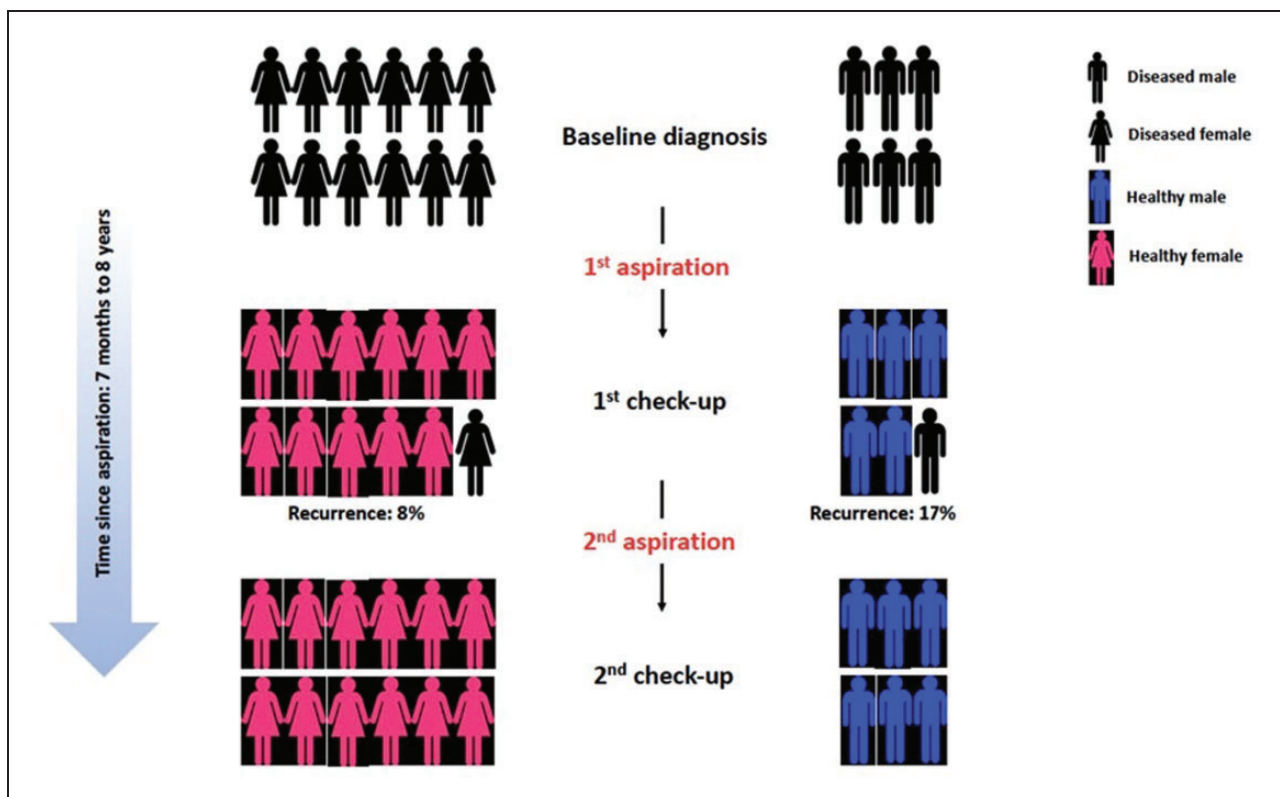 Baseline diagnosis
Diseased male
Diseased female
Healthy male
Healthy female
Time since aspiration: 7 months to 8 years
1st aspiration
1st check-up
Recurrence: 8%
Recurrence: 17%
2nd aspiration
2nd check-up